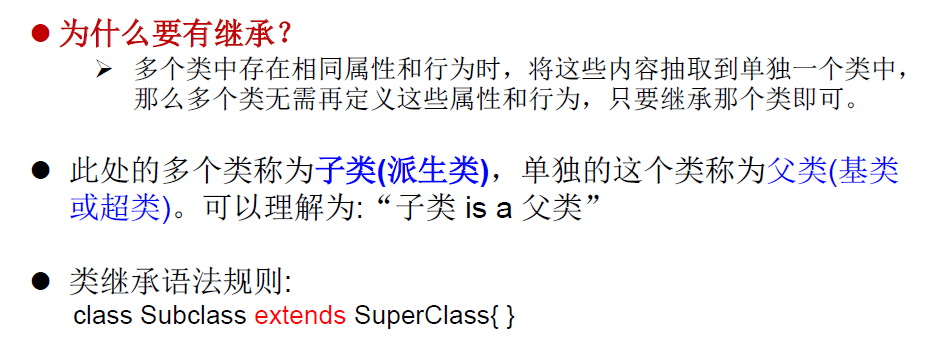 ● 为什么要有继承？
➢ 多个类中存在相同属性和行为时，将这些内容抽取到单独一个类中，
那么多个类无需再定义这些属性和行为，只要继承那个类即可。
● 此处的多个类称为子类(派生类)，单独的这个类称为父类(基类
或超类)。可以理解为:“子类 is a 父类”
● 类继承语法规则:
class Subclass extends SuperClass{ }